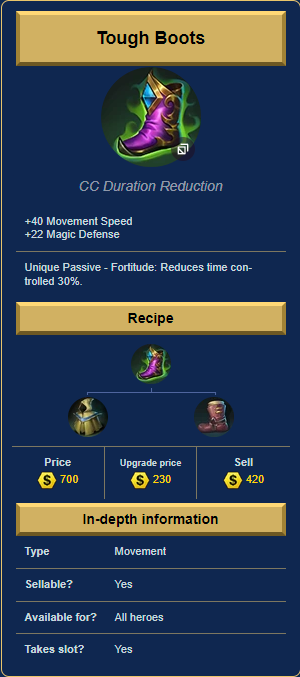 Tough Boots
CC Duration Reduction
+40 Movement Speed
+22 Magic Defense
Unique Passive - Fortitude: Reduces time con-
trolled 30%.
Recipe
Price
700
Upgrade price
230
Sell
420
In-depth information
Type Movement
Sellable? Yes
Available for? All heroes
Takes slot? Yes